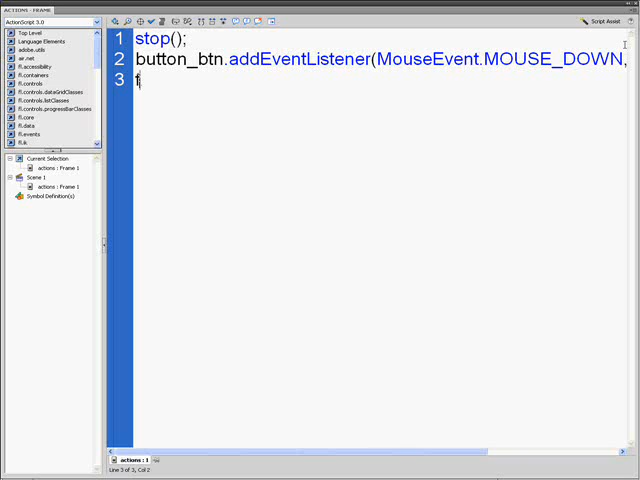 ACTIONS - FRAME
ActionScript 3.0
Script Assist
Top Level
Language Elements
adobe.utils
air.net
fl.accessibility
fl.containers
fl.controls
fl.controls.dataGridClasses
fl.controls.listClasses
fl.controls.progressBarClasses
fl.core
fl.data
fl.events
fl.ik
Current Selection
actions : Frame 1
Scene 1
actions : Frame 1
Symbol Definition(s)
1 stop();
2 button_btn.addEventListener(MouseEvent.MOUSE_DOWN,
3 f
actions : 1
Line 3 of 3, Col 2